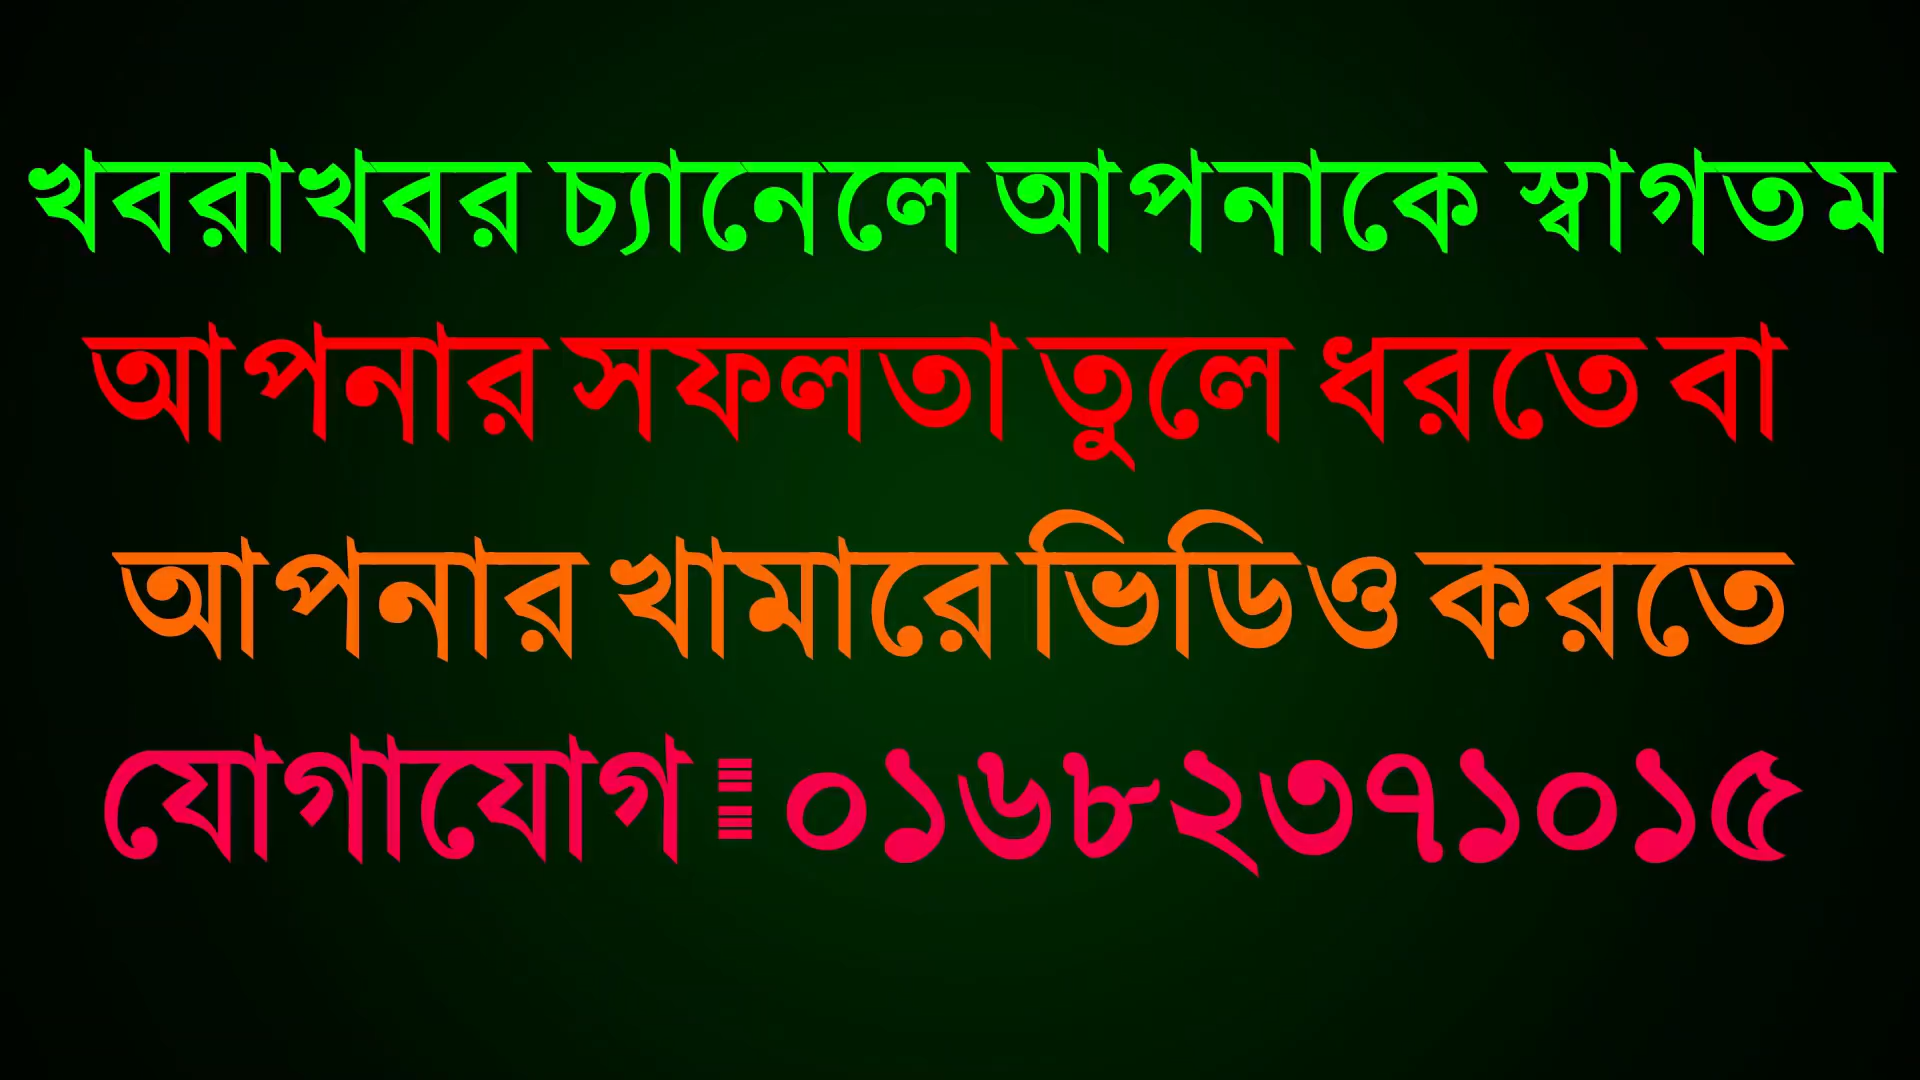 খবরাখবর চ্যানেলে আপনাকে স্বাগতম
আপনার সফলতা তুলে ধরতে বা
আপনার খামারে ভিডিও করতে
যোগাযোগ : ০১৬৮২৩৭১০১৫